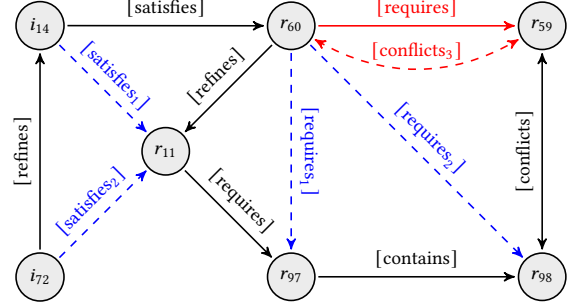 i14 [satisfies] r60 [requires] r59
[conflicts3]
[satisfies1] [refines]
[refines] r11 [requires1] [requires2] [conflicts]
[satisfies2] [requires]
i72 r97 [contains] r98